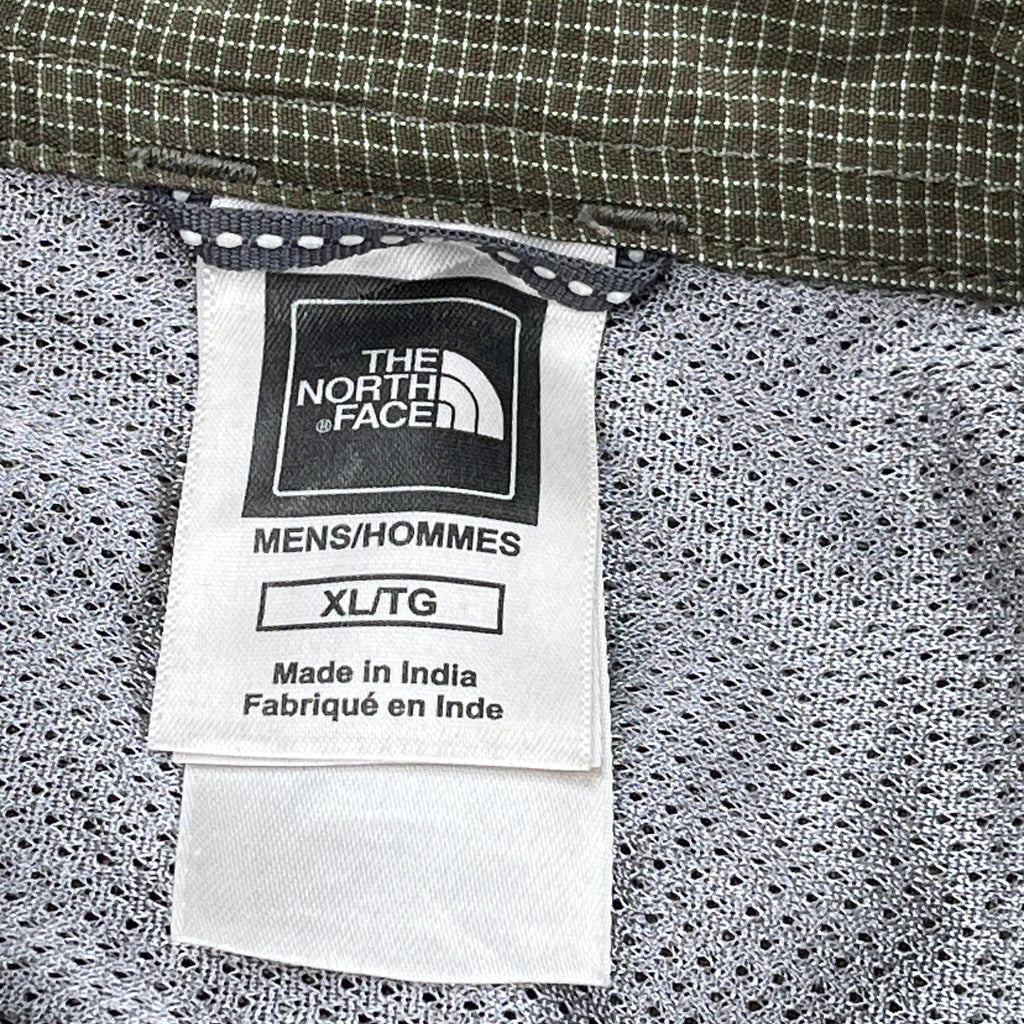 THE
NORTH
FACE
MENS/HOMMES
XL/TG
Made in India
Fabriqué en Inde